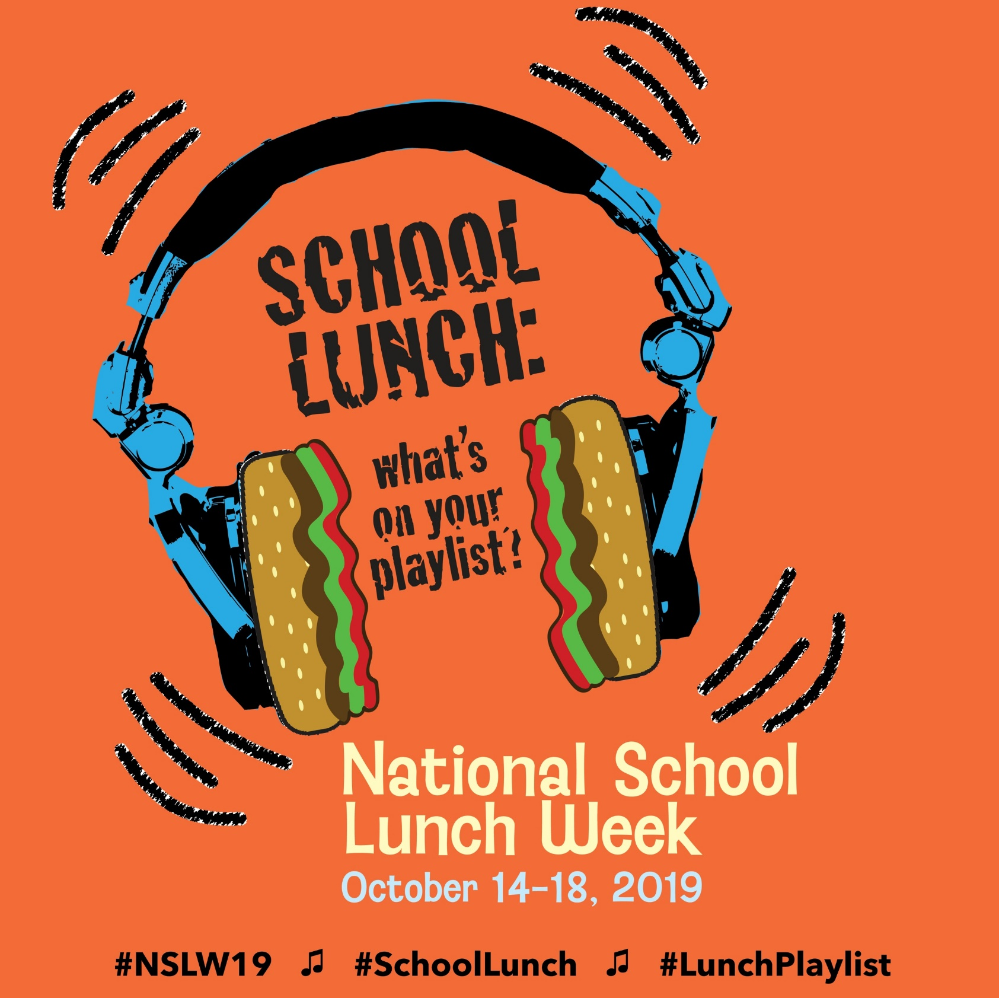 SCHOOL
LUNCH:
what's
on your
playlist?
National School
Lunch Week
October 14-18, 2019
#NSLW19 ♫ #SchoolLunch ♫ #LunchPlaylist